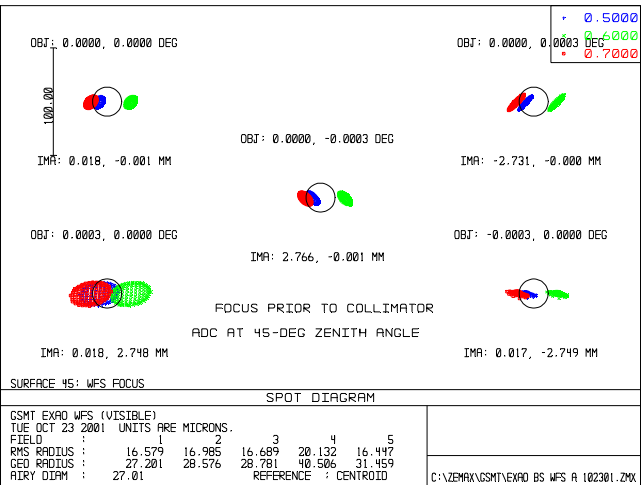 0.5000
OBJ: 0.0000, 0.0000 DEG
OBJ: 0.0000, 0.0003 DEG
0.6000
0.7000
100.00
OBJ: 0.0000, -0.0003 DEG
IMA: 0.018, -0.001 MM
IMA: -2.731, -0.000 MM
OBJ: 0.0003, 0.0000 DEG
OBJ: -0.0003, 0.0000 DEG
IMA: 2.766, -0.001 MM
FOCUS PRIOR TO COLLIMATOR
ADC AT 45-DEG ZENITH ANGLE
IMA: 0.018, 2.748 MM
IMA: 0.017, -2.749 MM
SURFACE 45: WFS FOCUS
SPOT DIAGRAM
GSMT EXAO WFS (VISIBLE)
TUE OCT 23 2001 UNITS ARE MICRONS.
FIELD : 1 2 3 4 5
RMS RADIUS : 16.579 16.985 16.689 20.132 16.447
GEO RADIUS : 27.201 28.576 28.781 40.506 31.459
AIRY DIAM : 27.01 REFERENCE : CENTROID
C:\ZEMAX\GSMT\EXAO BS WFS A 102301.ZMX